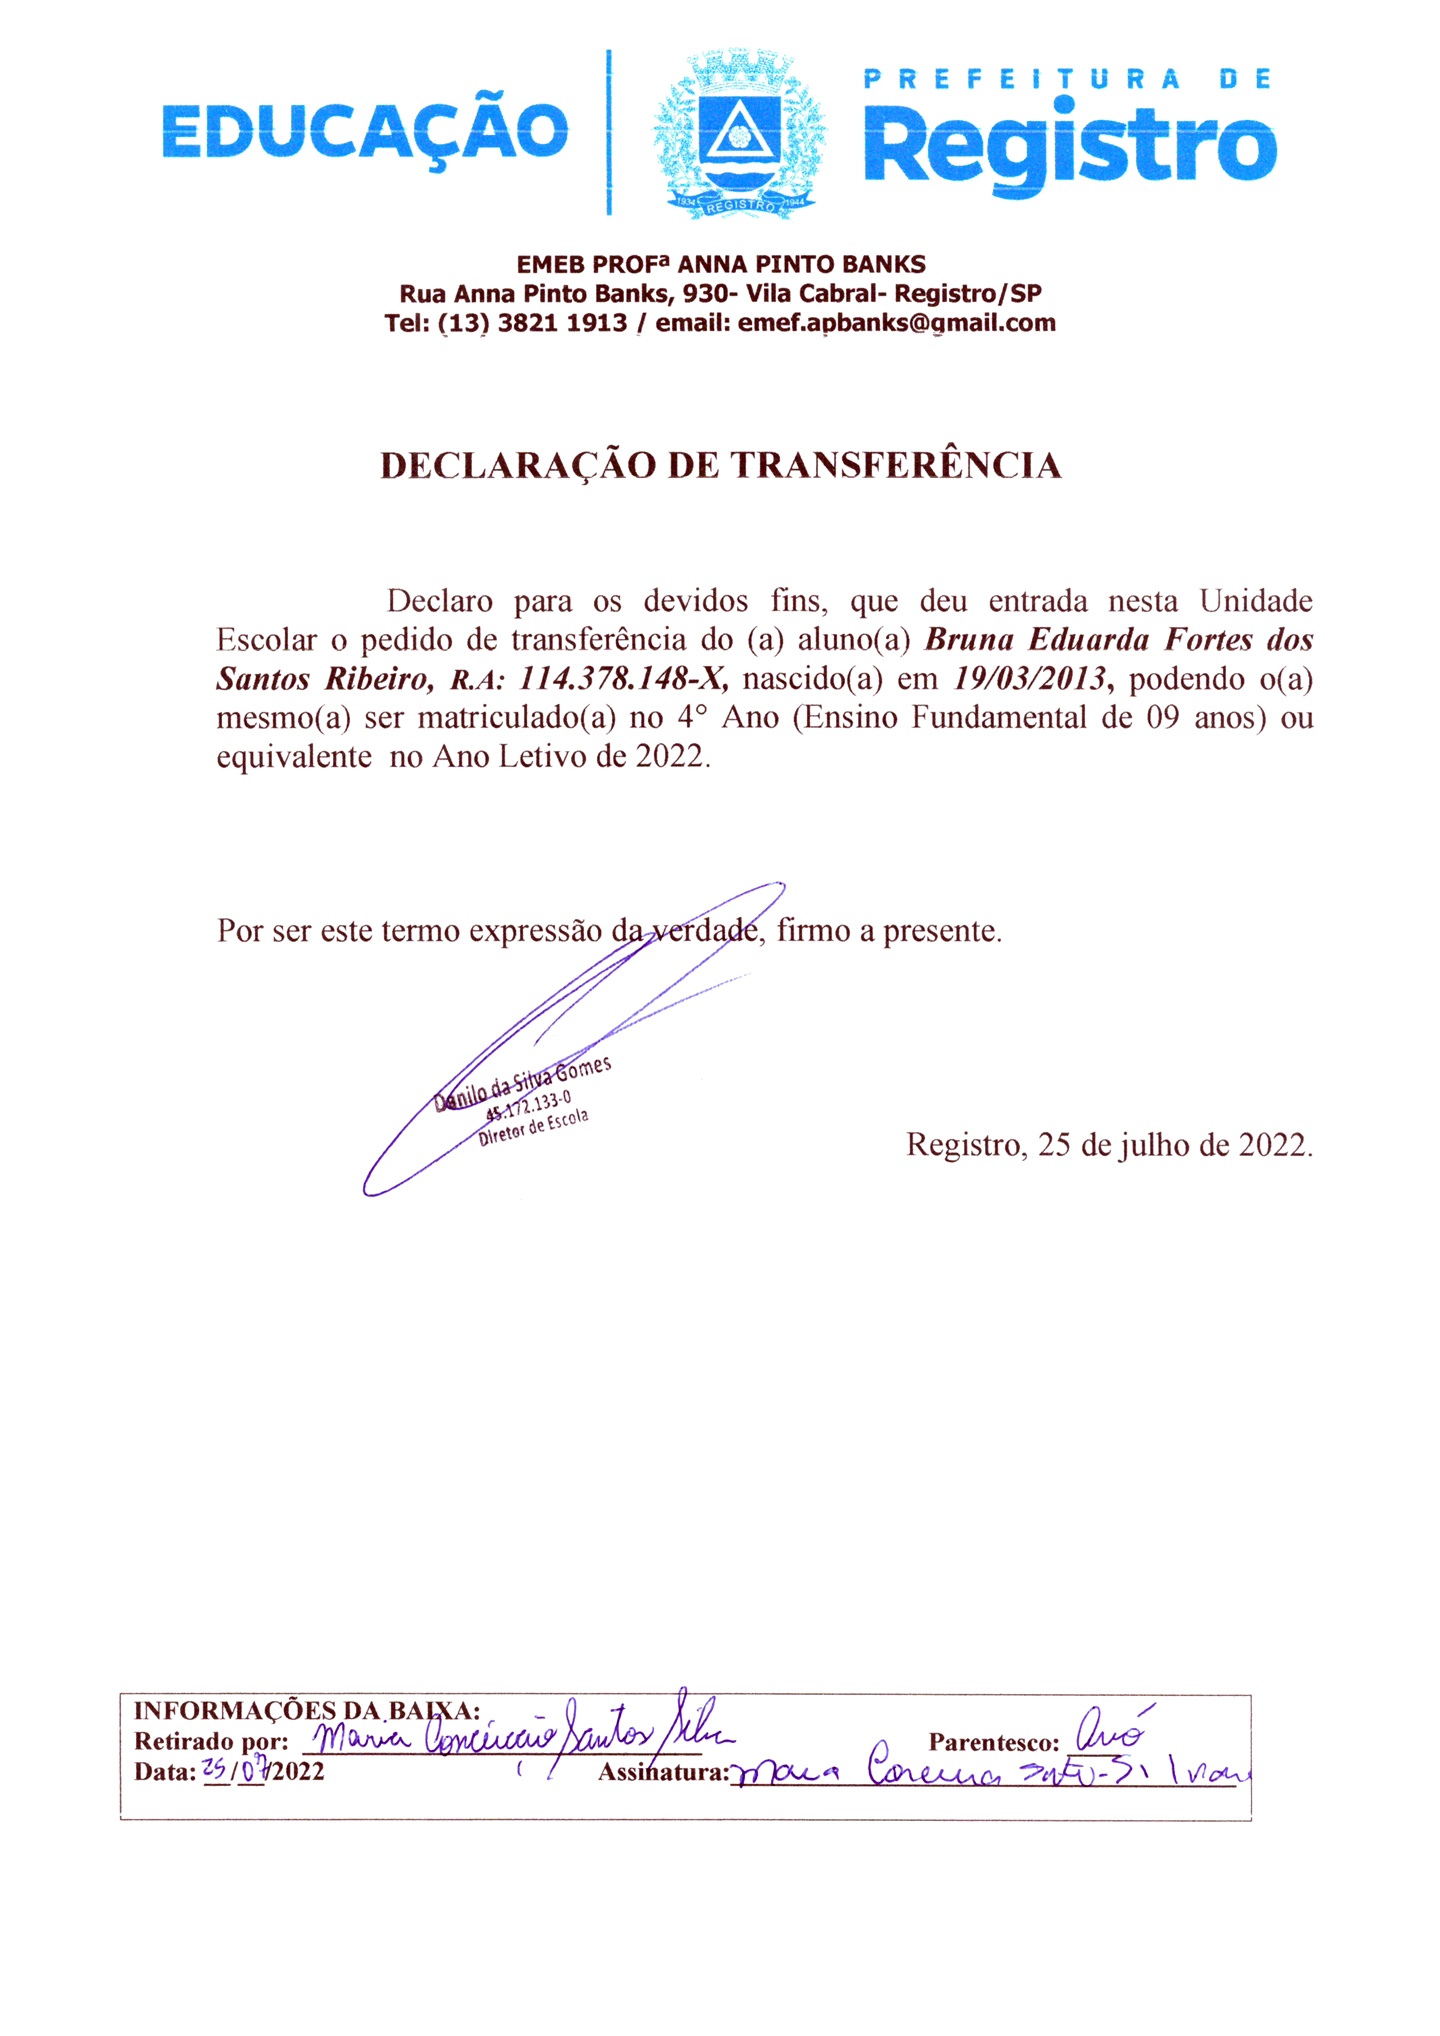 EDUCAÇÃO
PREFEITURA DE
Registro
1934 REGISTRO 1944
EMEB PROFª ANNA PINTO BANKS
Rua Anna Pinto Banks, 930- Vila Cabral- Registro/SP
Tel: (13) 3821 1913 / email: emef.apbanks@gmail.com
DECLARAÇÃO DE TRANSFERÊNCIA
Declaro para os devidos fins, que deu entrada nesta Unidade
Escolar o pedido de transferência do (a) aluno(a) Bruna Eduarda Fortes dos
Santos Ribeiro, R.A: 114.378.148-X, nascido(a) em 19/03/2013, podendo o(a)
mesmo(a) ser matriculado(a) no 4° Ano (Ensino Fundamental de 09 anos) ou
equivalente no Ano Letivo de 2022.
Por ser este termo expressão da verdade, firmo a presente.
Danilo da Silva Gomes
45.172.133-0
Diretor de Escola
Registro, 25 de julho de 2022.
INFORMAÇÕES DA BAIXA:
Retirado por: Maria Conceição Santos Silva Parentesco: Avó
Data: 25/07/2022 Assinatura: